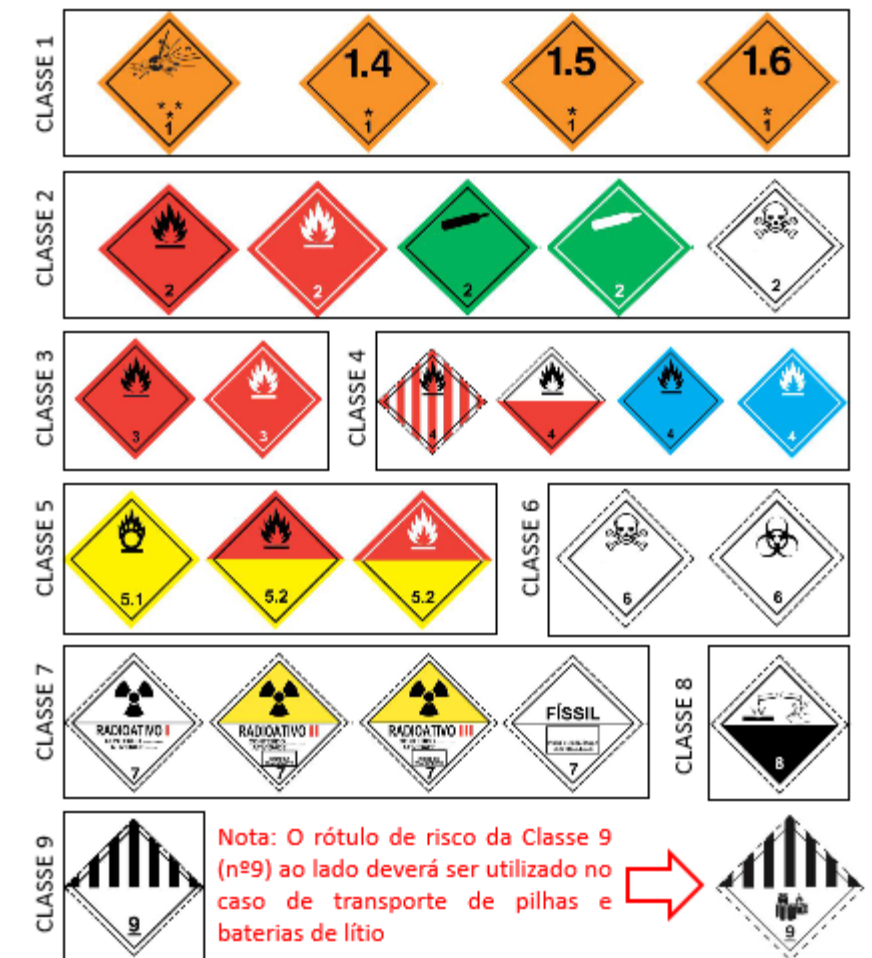 CLASSE 1
* *
*
1
1.4
*
1
1.5
*
1
1.6
*
1
CLASSE 2
2
2
2
2
2
CLASSE 3
3
3
CLASSE 4
4
4
4
4
CLASSE 5
5.1
5.2
5.2
CLASSE 6
6
6
CLASSE 7
RADIOATIVO I
7
RADIOATIVO II
7
RADIOATIVO III
7
FÍSSIL
7
CLASSE 8
8
CLASSE 9
9
Nota: O rótulo de risco da Classe 9
(nº9) ao lado deverá ser utilizado no
caso de transporte de pilhas e
baterias de lítio
9